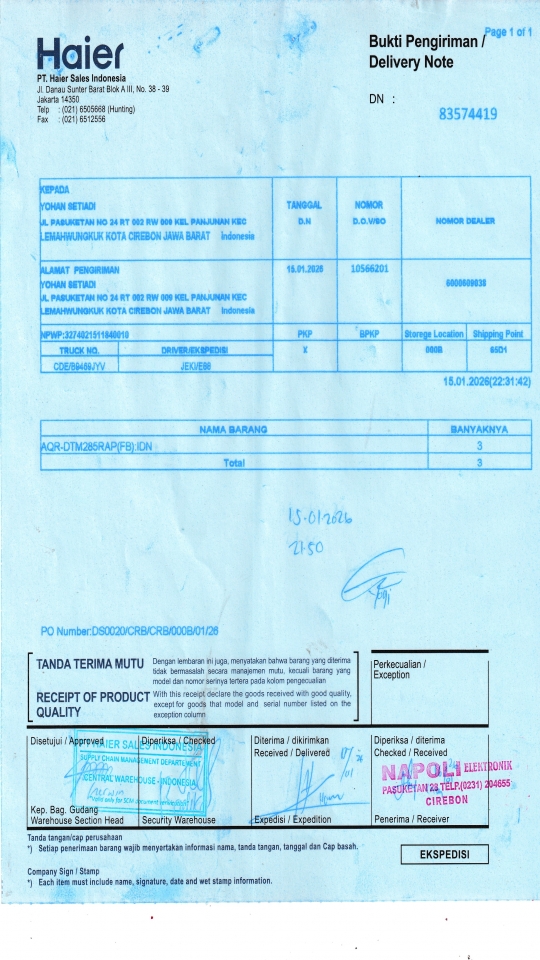 Page 1 of 1
Haier
Bukti Pengiriman /
Delivery Note
PT. Haier Sales Indonesia
Jl. Danau Sunter Barat Blok A III, No. 38 - 39
Jakarta 14350
Telp : (021) 6505668 (Hunting)
Fax : (021) 6512556
DN :
83574419
KEPADA
YOHAN SETIADI
JL PASUKETAN NO 24 RT 002 RW 009 KEL PANJUNAN KEC
LEMAHWUNGKUK KOTA CIREBON JAWA BARAT Indonesia
TANGGAL
D.N
NOMOR
D.O.V/SO
NOMOR DEALER
ALAMAT PENGIRIMAN
YOHAN SETIADI
JL PASUKETAN NO 24 RT 002 RW 009 KEL PANJUNAN KEC
LEMAHWUNGKUK KOTA CIREBON JAWA BARAT Indonesia
15.01.2026
10566201
PKP
BPKP
Storege Location
Shipping Point
TRUCK NO.
DRIVER/EKSPEDISI
X
000B
65D1
JEKI/E68
15.01.2026(22:31:42)
NAMA BARANG
BANYAKNYA
AQR-DTM285RAP(FB):IDN
3
Total
3
15.01.2026
21.50
PO Number:DS0020/CRB/CRB/000B/01/26
TANDA TERIMA MUTU
Dengan lembaran ini juga, menyatakan bahwa barang yang diterima
tidak bermasalah secara manajemen mutu, kecuali barang yang
model dan nomor serinya tertera pada kolom pengecualian
RECEIPT OF PRODUCT
QUALITY
With this receipt declare the goods received with good quality,
except for goods that model and serial number listed on the
exception column
Perkecualian /
Exception
Disetujui / Approved
Diperiksa / Checked
Diterima / dikirimkan
Received / Delivered
Diperiksa / diterima
Checked / Received
HAIER SALES INDONESIA
SUPPLY CHAIN MANAGEMENT DEPARTEMENT
CENTRAL WAREHOUSE - INDONESIA
NAPOLI ELEKTRONIK
PASUKETAN 23 TELP.(0231) 204655
CIREBON
Kep. Bag. Gudang
Warehouse Section Head
Security Warehouse
Expedisi / Expedition
Penerima / Receiver
Tanda tangan/cap perusahaan
*) Setiap penerimaan barang wajib menyertakan informasi nama, tanda tangan, tanggal dan Cap basah.
EKSPEDISI
Company Sign / Stamp
*) Each item must include name, signature, date and wet stamp information.